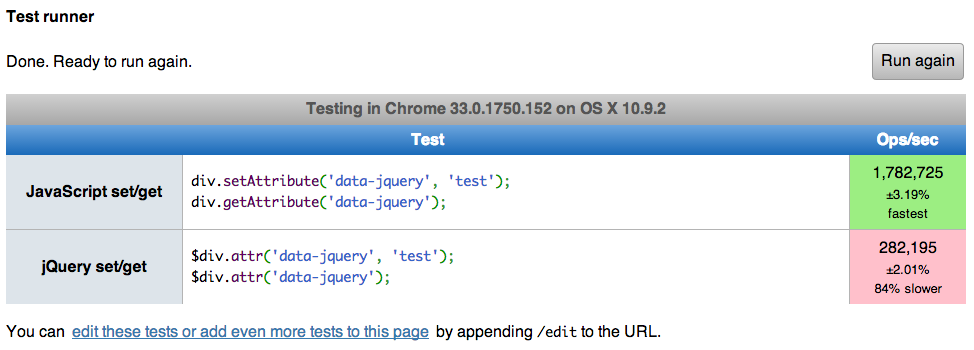 Test runner
Done. Ready to run again.
Run again
Testing in Chrome 33.0.1750.152 on OS X 10.9.2
Test Ops/sec
JavaScript set/get
div.setAttribute('data-jquery', 'test');
div.getAttribute('data-jquery');
1,782,725
±3.19%
fastest
jQuery set/get
$div.attr('data-jquery', 'test');
$div.attr('data-jquery');
282,195
±2.01%
84% slower
You can edit these tests or add even more tests to this page by appending /edit to the URL.